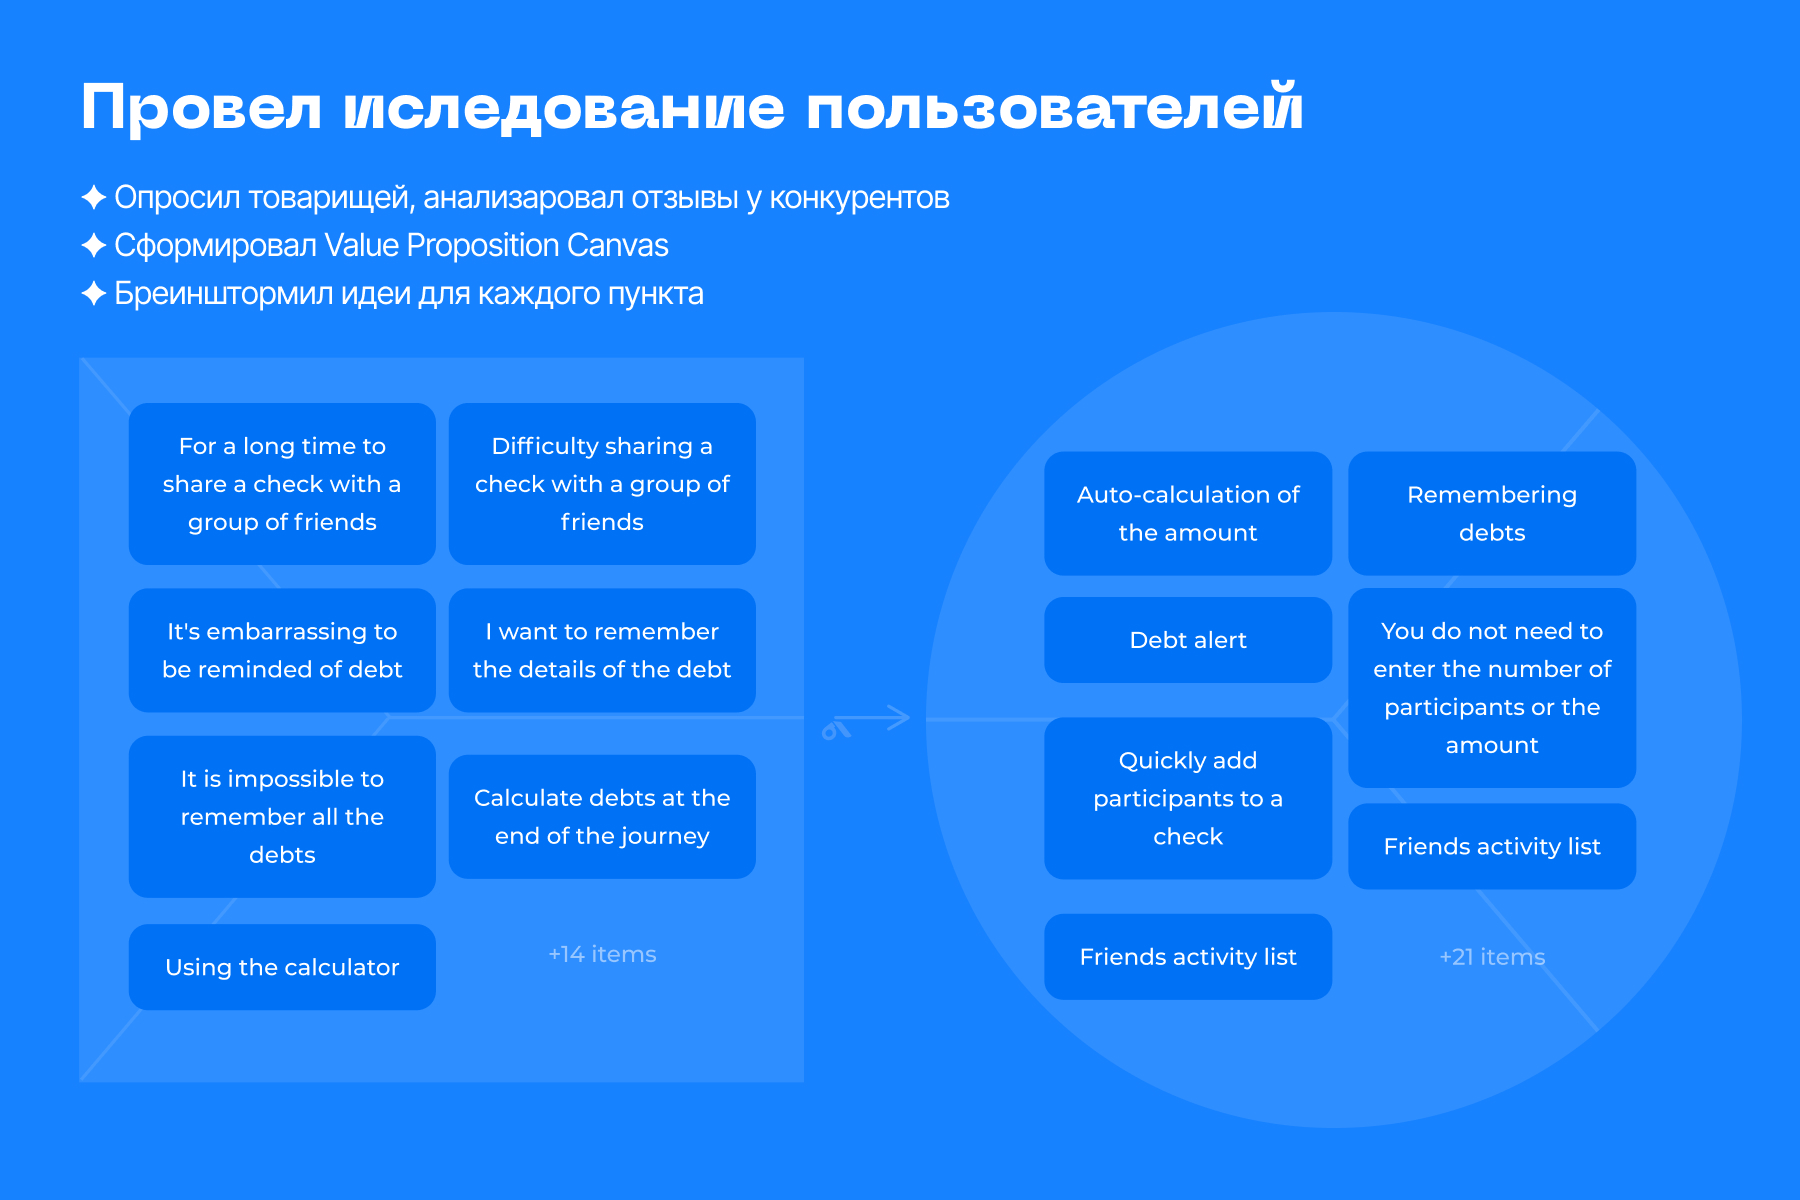 Провел иследование пользователей
✦ Опросил товарищей, анализаровал отзывы у конкурентов
✦ Сформировал Value Proposition Canvas
✦ Бреинштормил идеи для каждого пункта
For a long time to
share a check with a
group of friends
Difficulty sharing a
check with a group of
friends
It's embarrassing to
be reminded of debt
I want to remember
the details of the debt
It is impossible to
remember all the
debts
Calculate debts at the
end of the journey
Using the calculator
+14 items
Auto-calculation of
the amount
Remembering
debts
Debt alert
You do not need to
enter the number of
participants or the
amount
Quickly add
participants to a
check
Friends activity list
Friends activity list
+21 items